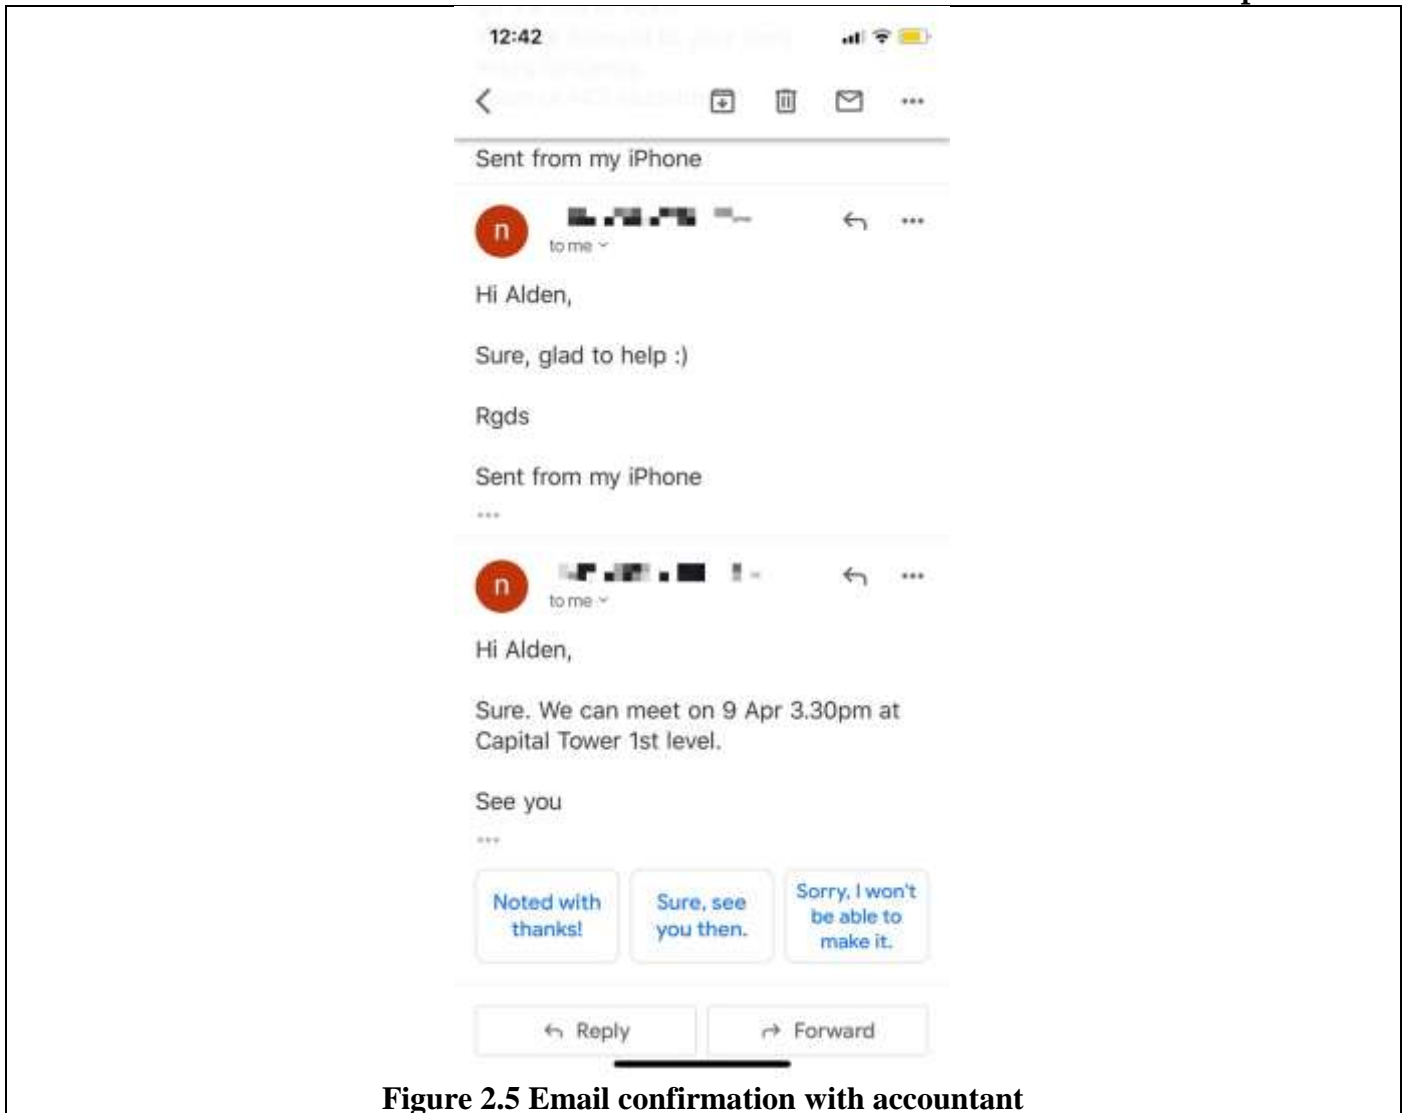 12:42
Sent from my iPhone
n
to me
Hi Alden,
Sure, glad to help :)
Rgds
Sent from my iPhone
...
n
to me
Hi Alden,
Sure. We can meet on 9 Apr 3.30pm at
Capital Tower 1st level.
See you
...
Noted with
thanks!
Sure, see
you then.
Sorry, I won't
be able to
make it.
Reply
Forward
Figure 2.5 Email confirmation with accountant